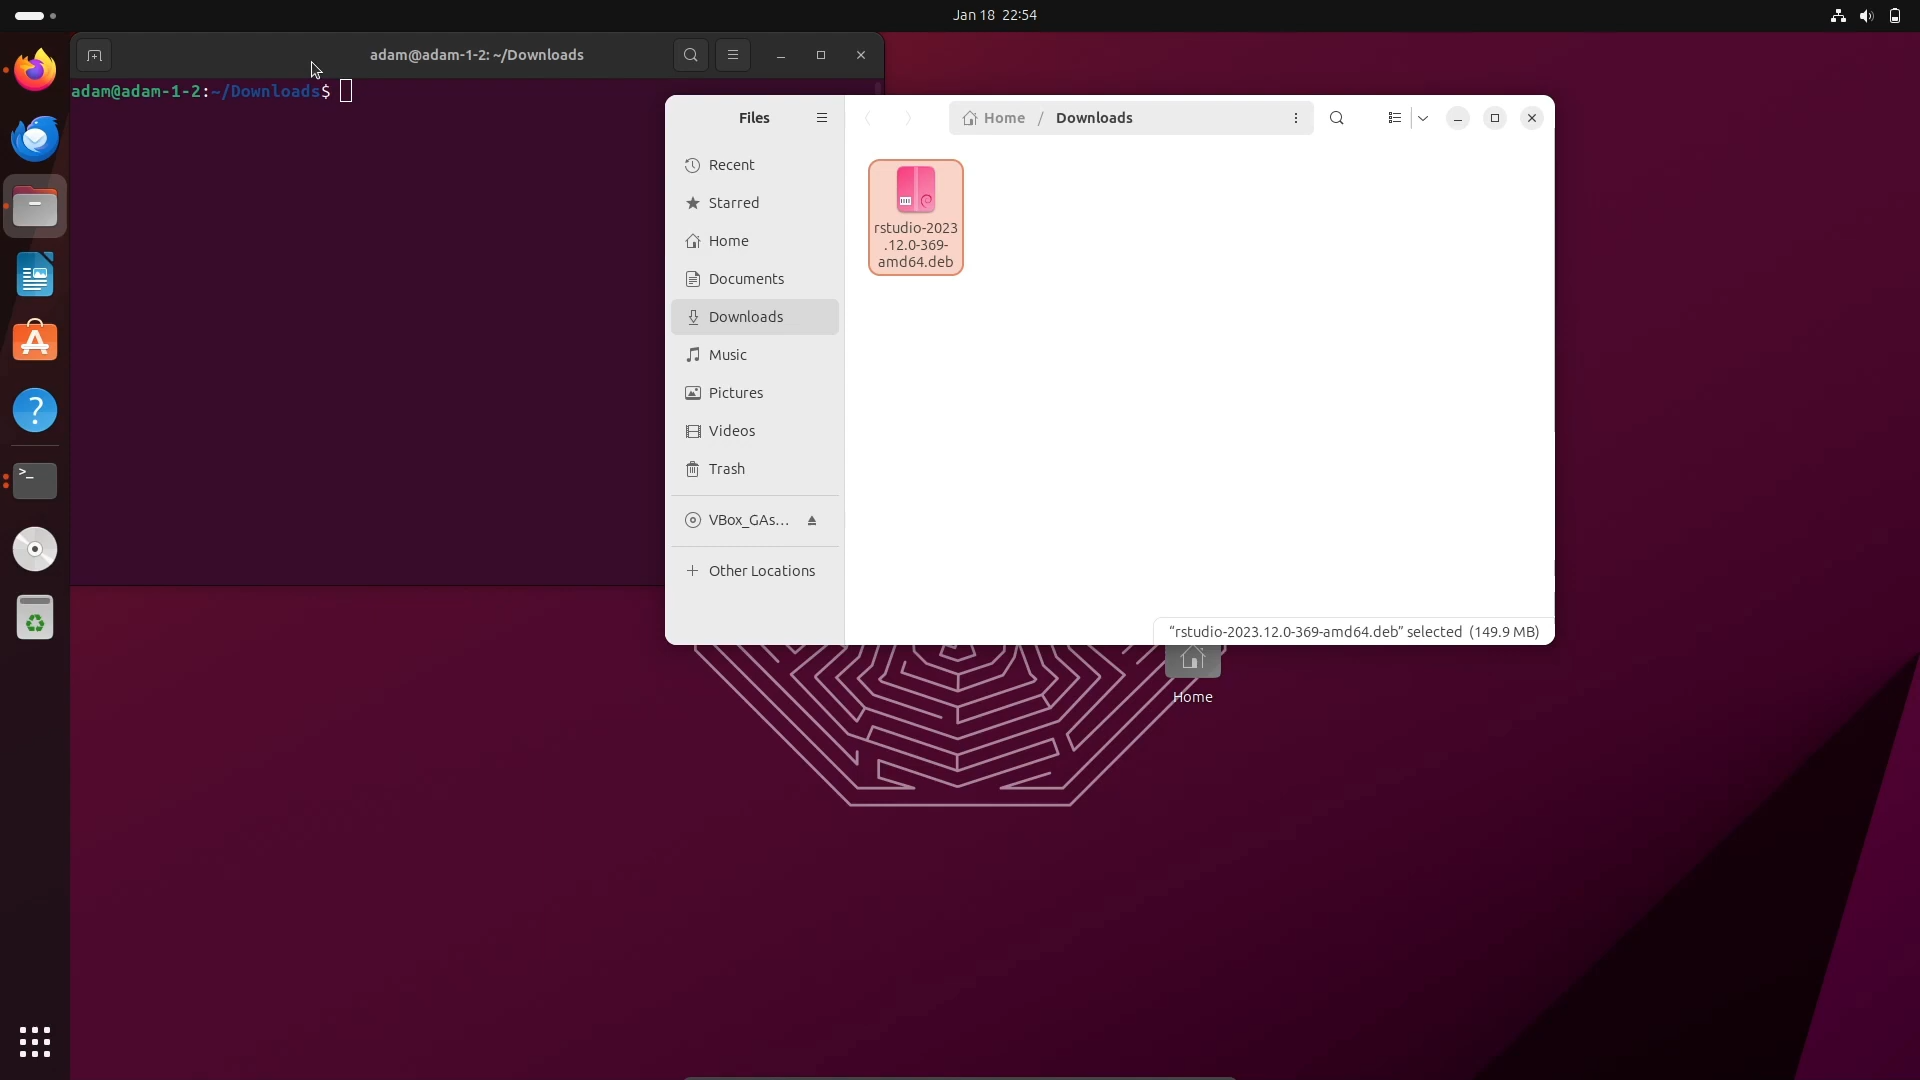 Jan 18 22:54
adam@adam-1-2: ~/Downloads
adam@adam-1-2:~/Downloads$
Files
Home / Downloads
Recent
Starred
Home
Documents
Downloads
Music
Pictures
Videos
Trash
VBox_GAs…
Other Locations
rstudio-2023
.12.0-369-
amd64.deb
“rstudio-2023.12.0-369-amd64.deb” selected (149.9 MB)
Home